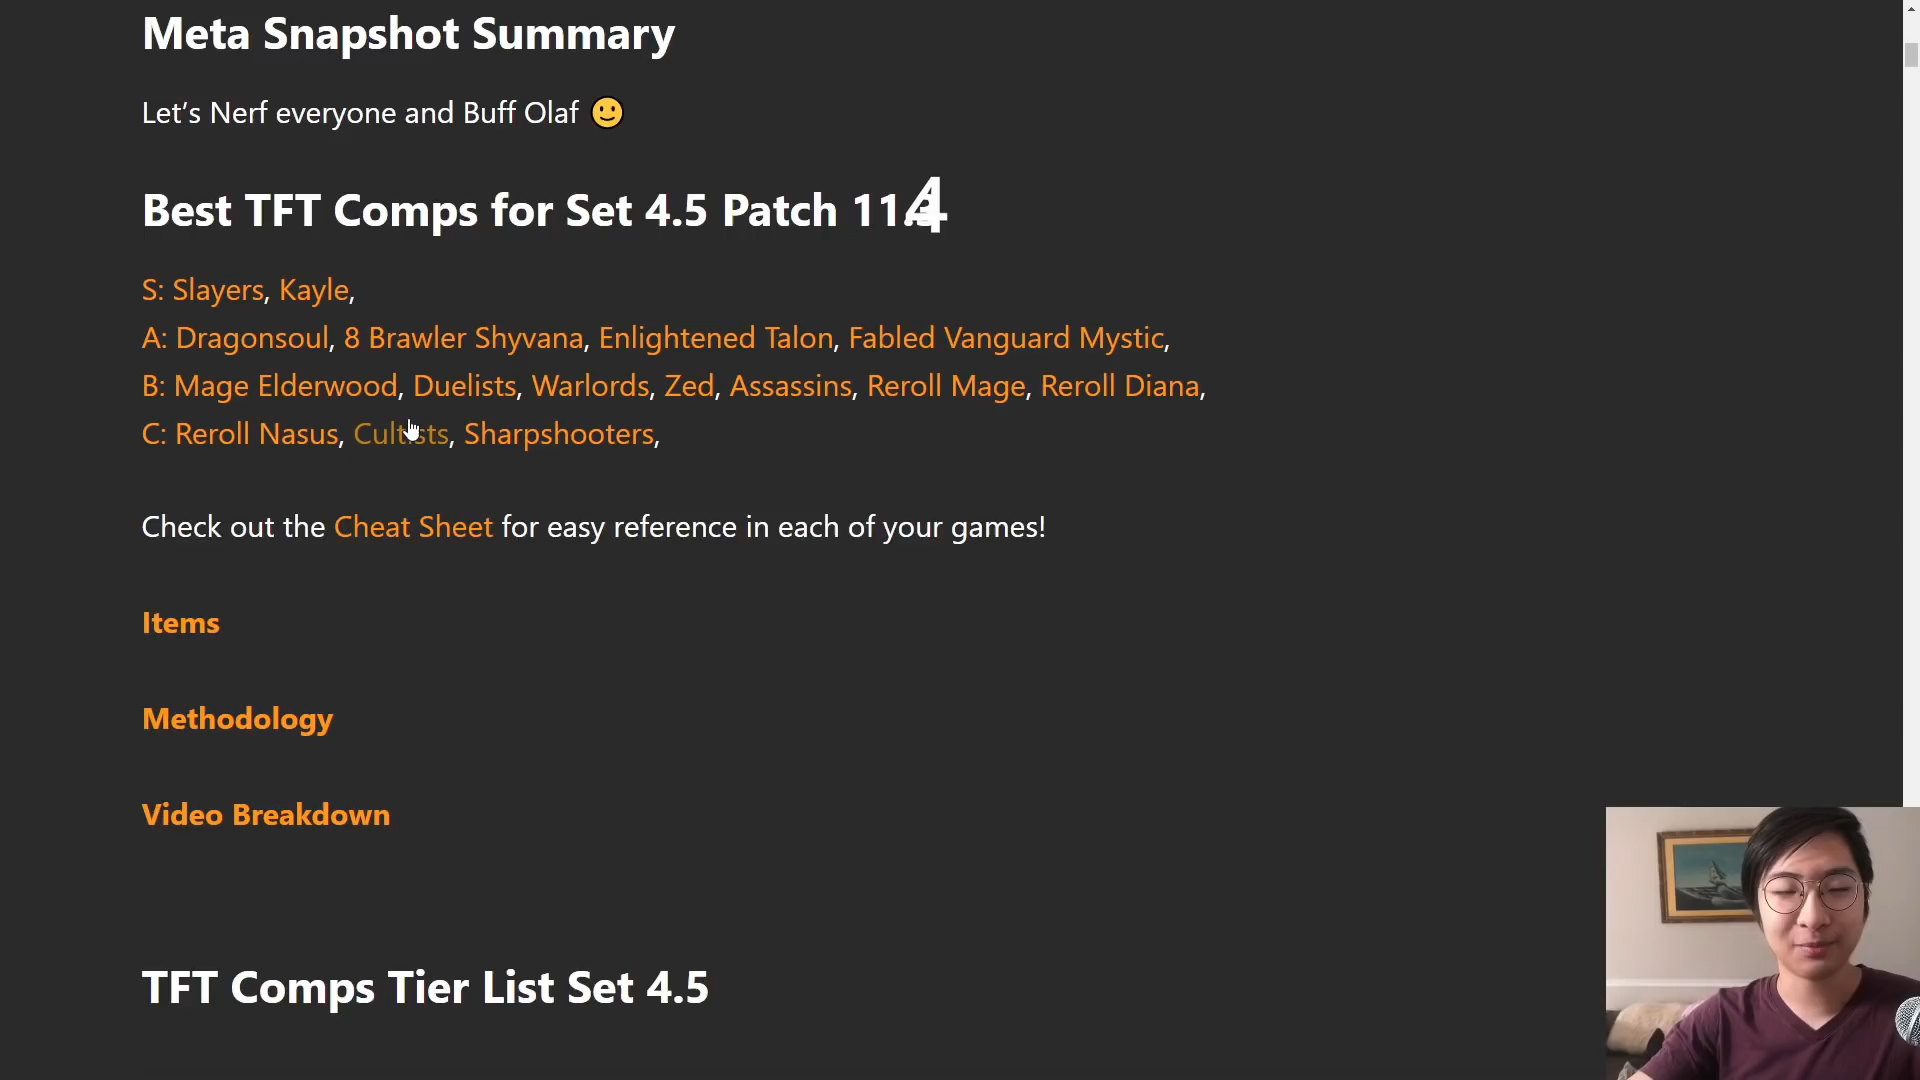 Meta Snapshot Summary
Let’s Nerf everyone and Buff Olaf 🙂
Best TFT Comps for Set 4.5 Patch 11.4
S: Slayers, Kayle,
A: Dragonsoul, 8 Brawler Shyvana, Enlightened Talon, Fabled Vanguard Mystic,
B: Mage Elderwood, Duelists, Warlords, Zed, Assassins, Reroll Mage, Reroll Diana,
C: Reroll Nasus, Cultists, Sharpshooters,
Check out the Cheat Sheet for easy reference in each of your games!
Items
Methodology
Video Breakdown
TFT Comps Tier List Set 4.5